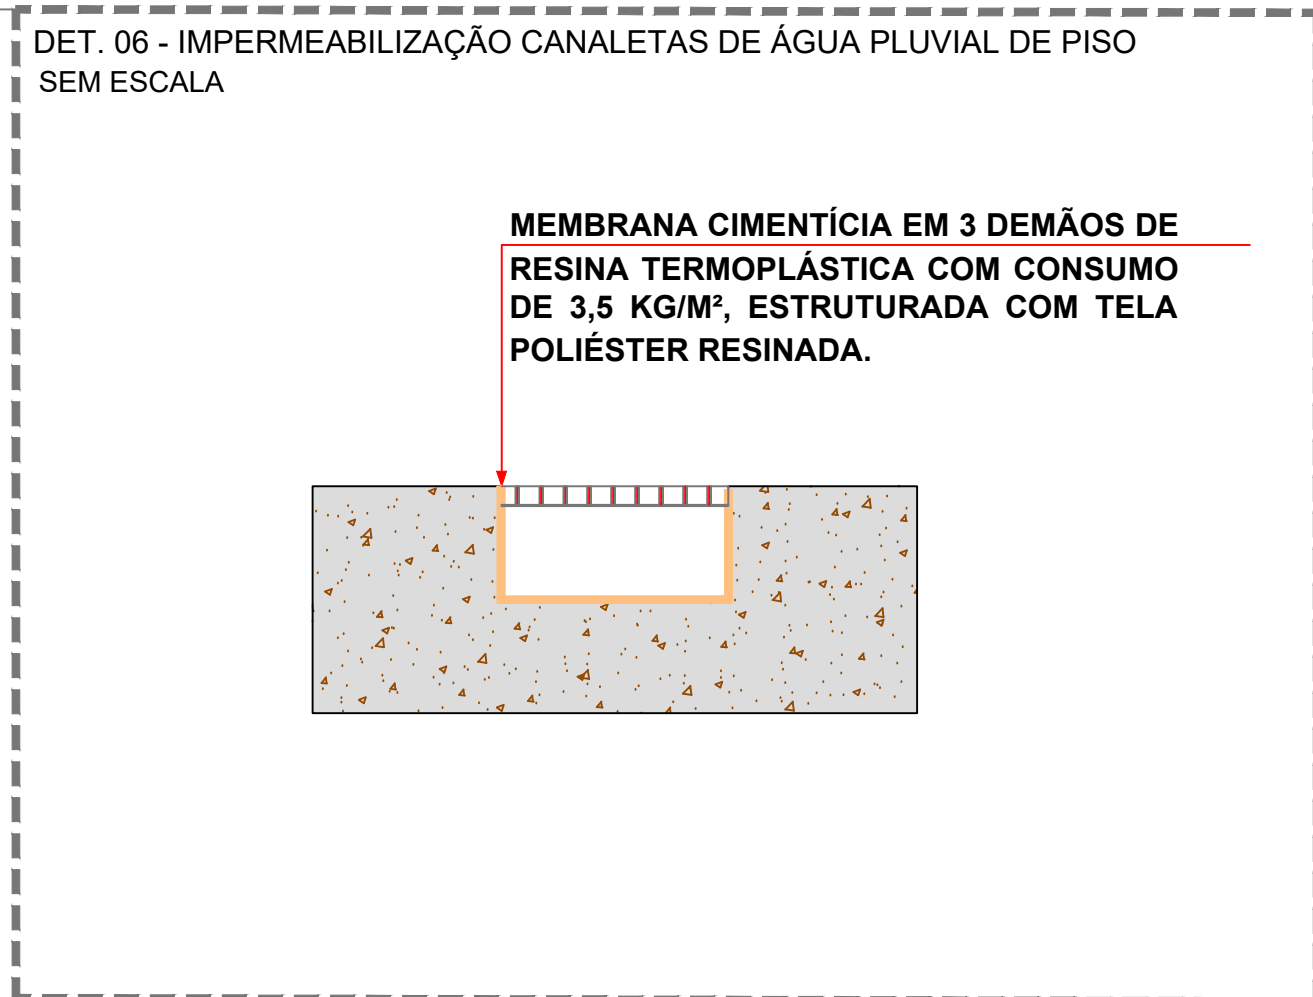 DET. 06 - IMPERMEABILIZAÇÃO CANALETAS DE ÁGUA PLUVIAL DE PISO
SEM ESCALA
MEMBRANA CIMENTÍCIA EM 3 DEMÃOS DE
RESINA TERMOPLÁSTICA COM CONSUMO
DE 3,5 KG/M², ESTRUTURADA COM TELA
POLIÉSTER RESINADA.